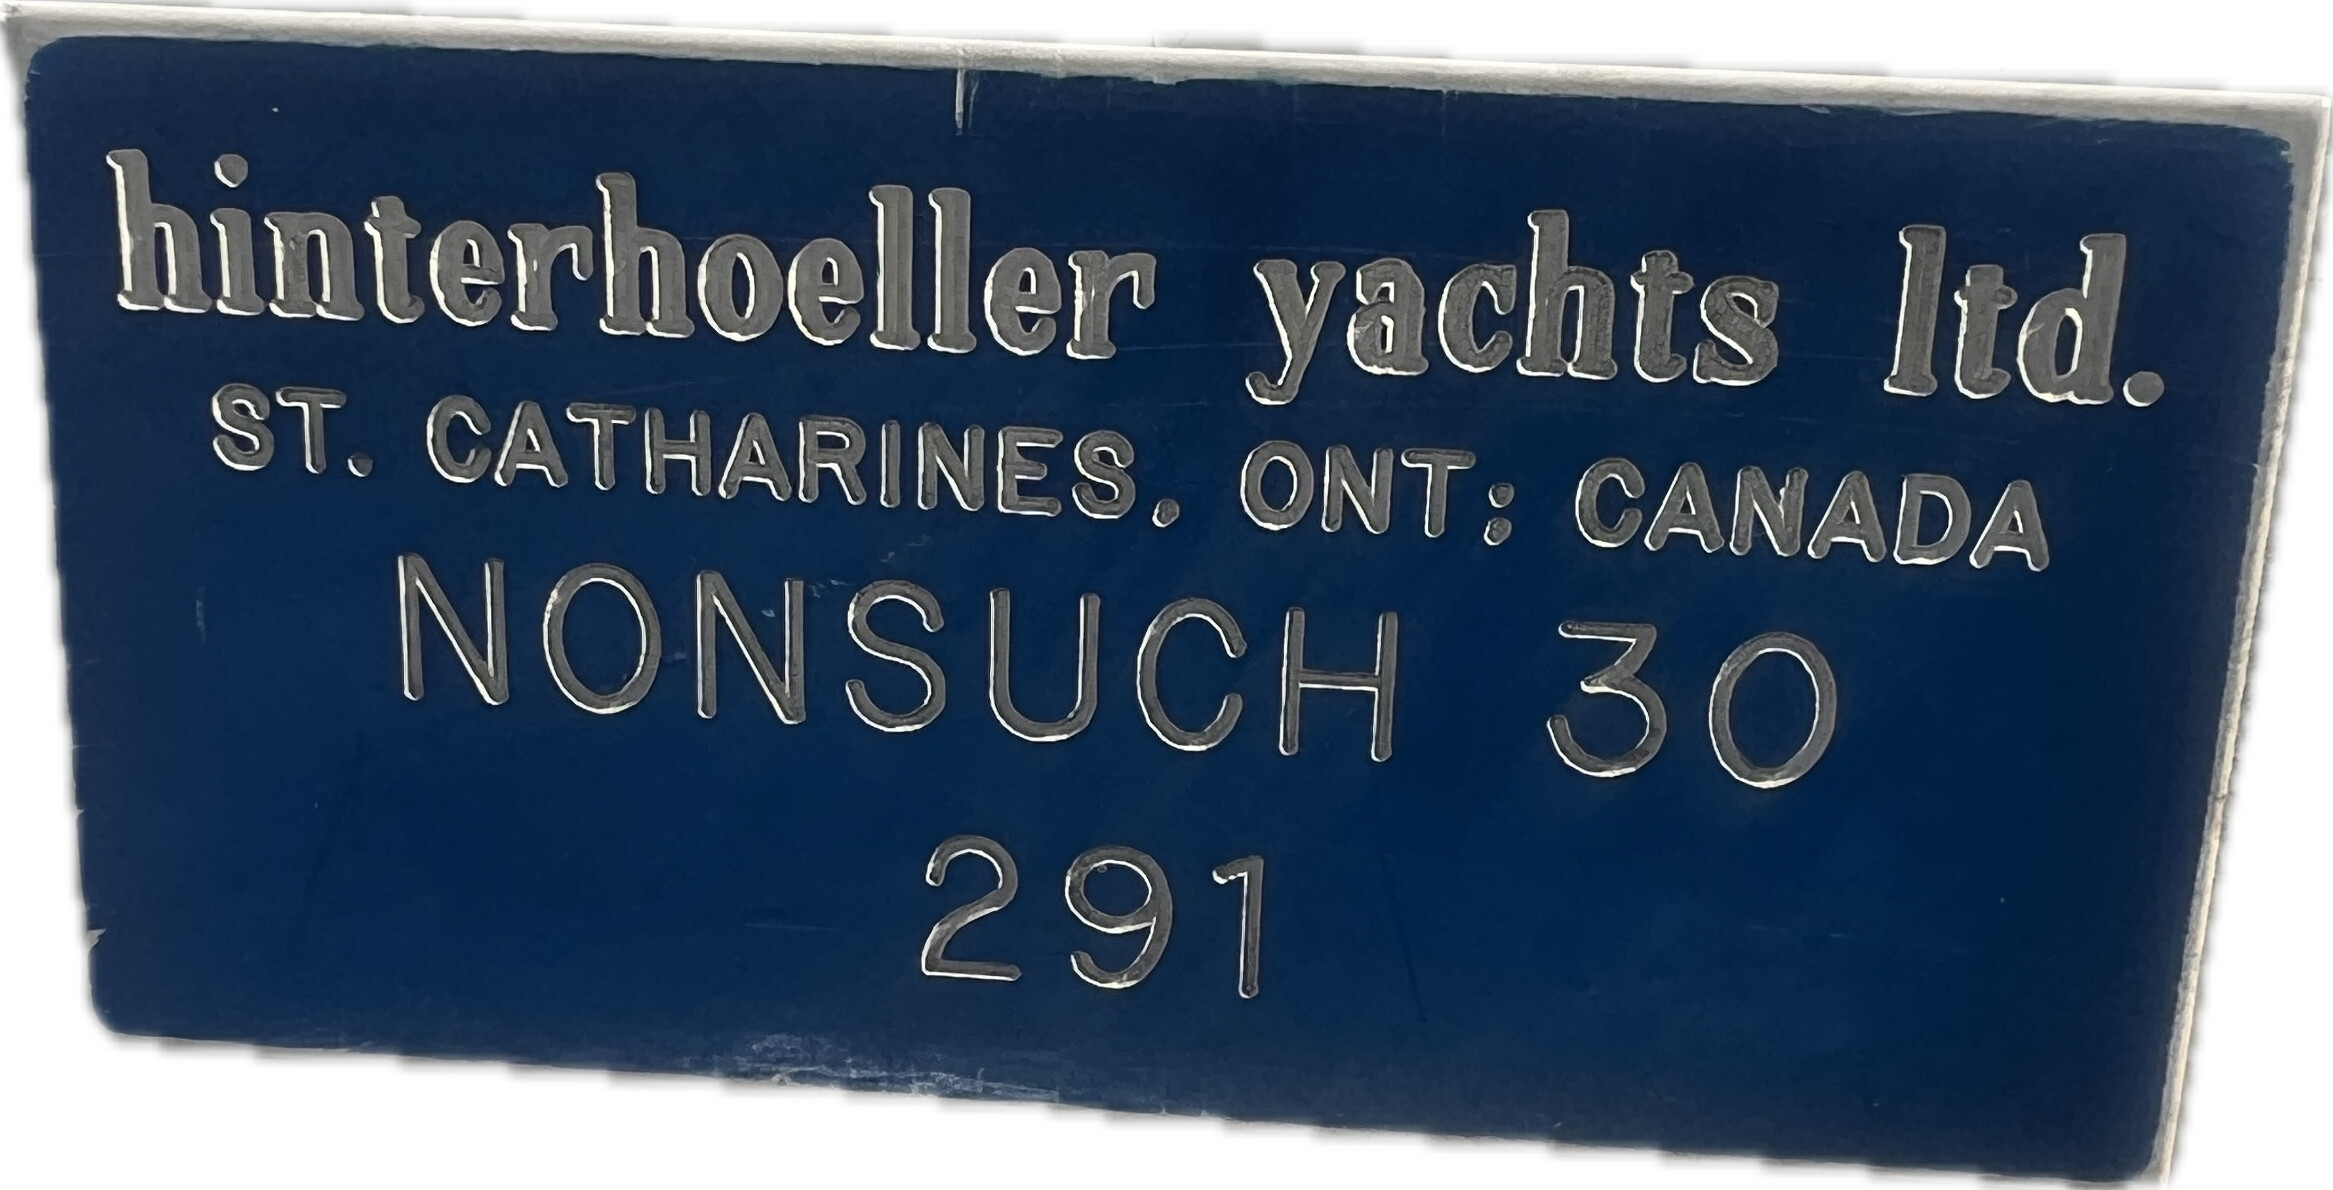 hinterhoeller yachts ltd.
ST. CATHARINES, ONT: CANADA
NONSUCH 30
291